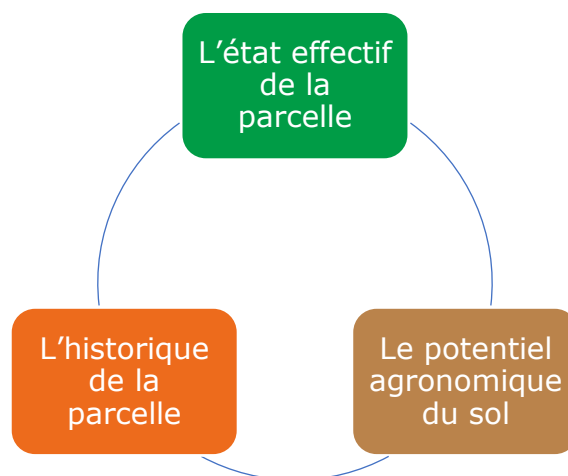 L’état effectif
de la
parcelle
L’historique
de la
parcelle
Le potentiel
agronomique
du sol